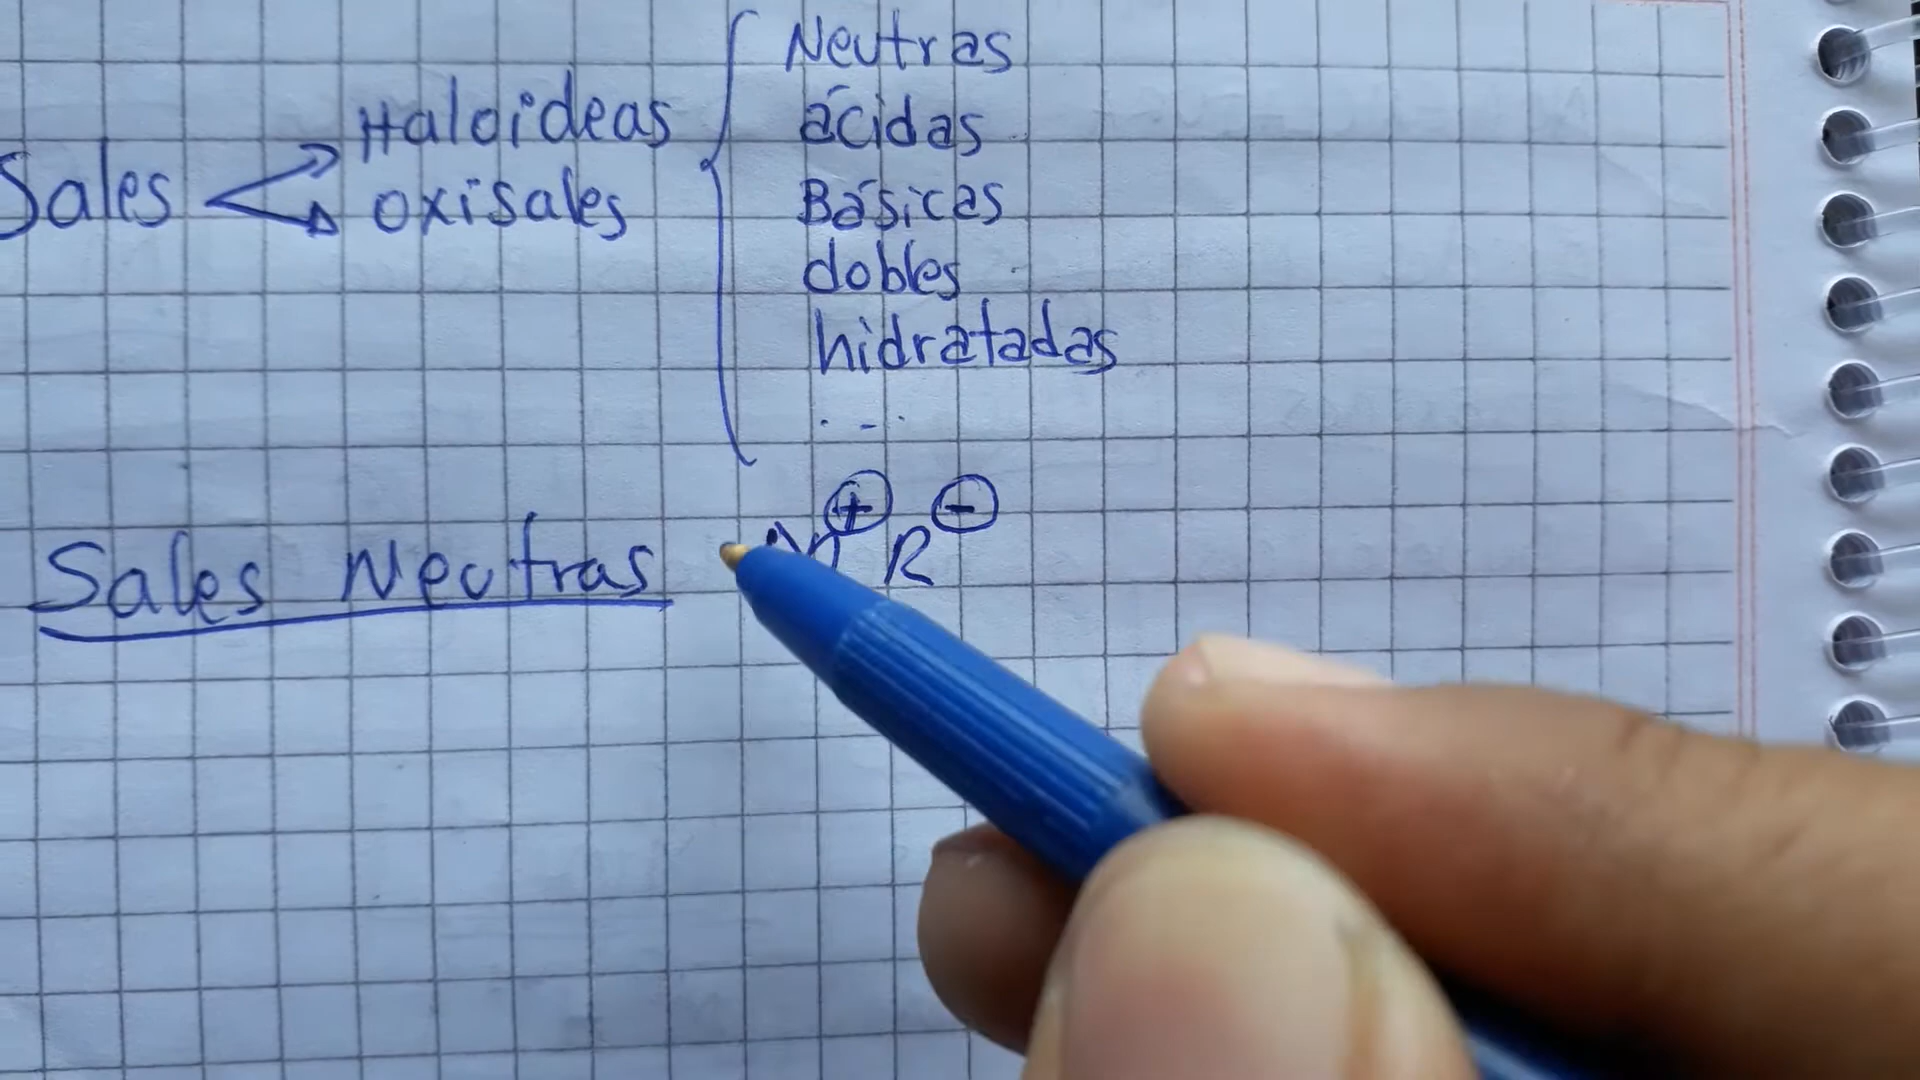 Neutras
Haloideas
ácidas
Sales
oxisales
Básicas
dobles
hidratadas
...
Sales Neutras
⊕ R ⊖